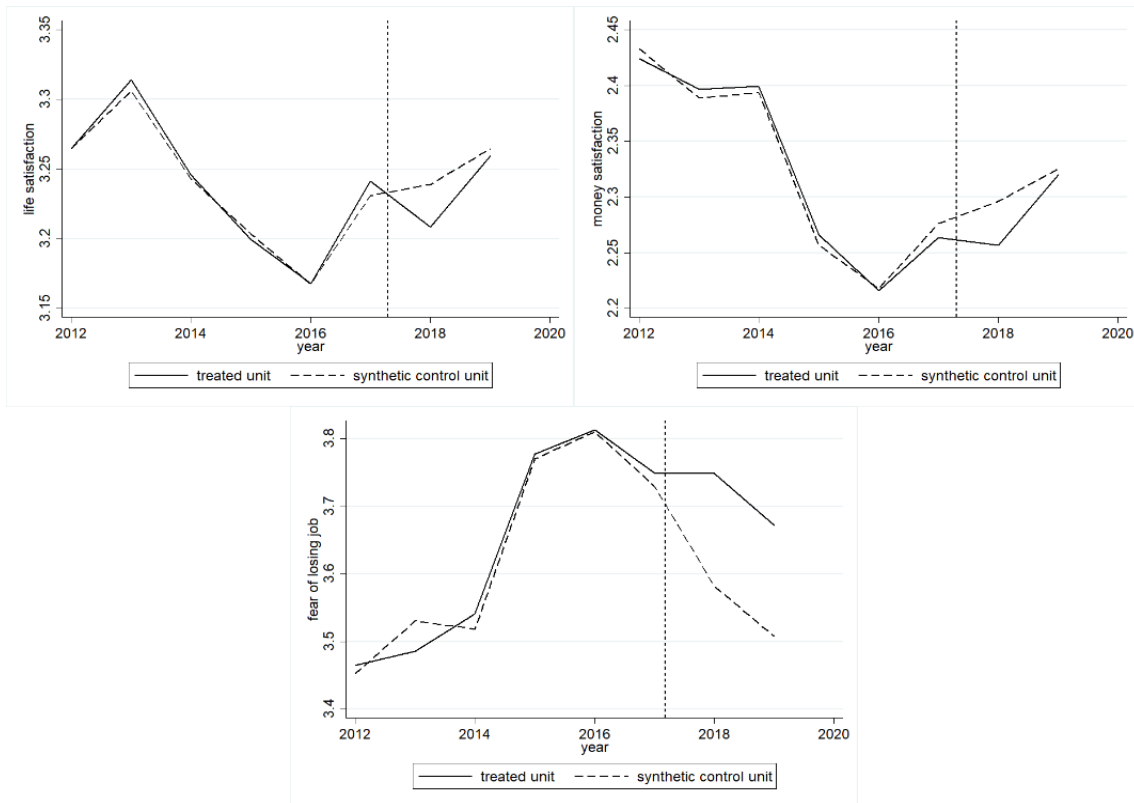 life satisfaction
3.35
3.3
3.25
3.2
3.15
2012 2014 2016 2018 2020
year
treated unit synthetic control unit
money satisfaction
2.45
2.4
2.35
2.3
2.25
2.2
2012 2014 2016 2018 2020
year
treated unit synthetic control unit
fear of losing job
3.8
3.7
3.6
3.5
3.4
2012 2014 2016 2018 2020
year
treated unit synthetic control unit